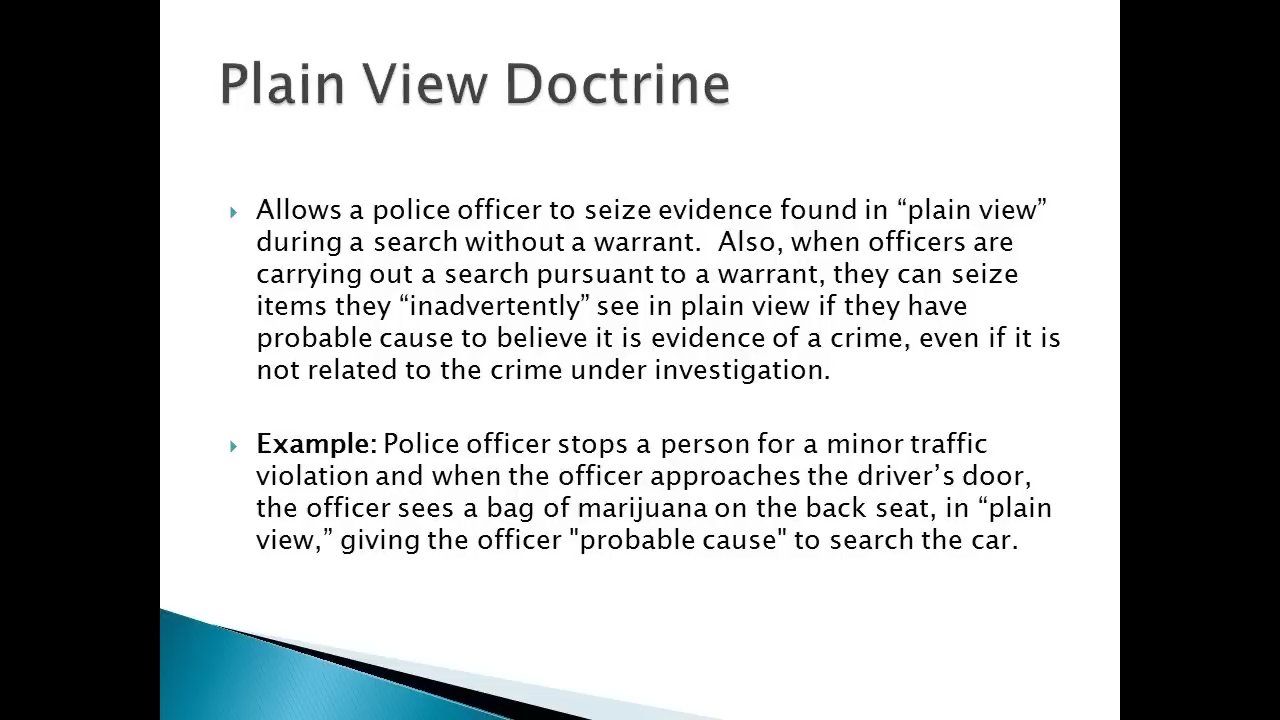 Plain View Doctrine
Allows a police officer to seize evidence found in “plain view”
during a search without a warrant.  Also, when officers are
carrying out a search pursuant to a warrant, they can seize
items they “inadvertently” see in plain view if they have
probable cause to believe it is evidence of a crime, even if it is
not related to the crime under investigation.
Example: Police officer stops a person for a minor traffic
violation and when the officer approaches the driver’s door,
the officer sees a bag of marijuana on the back seat, in “plain
view,” giving the officer "probable cause" to search the car.